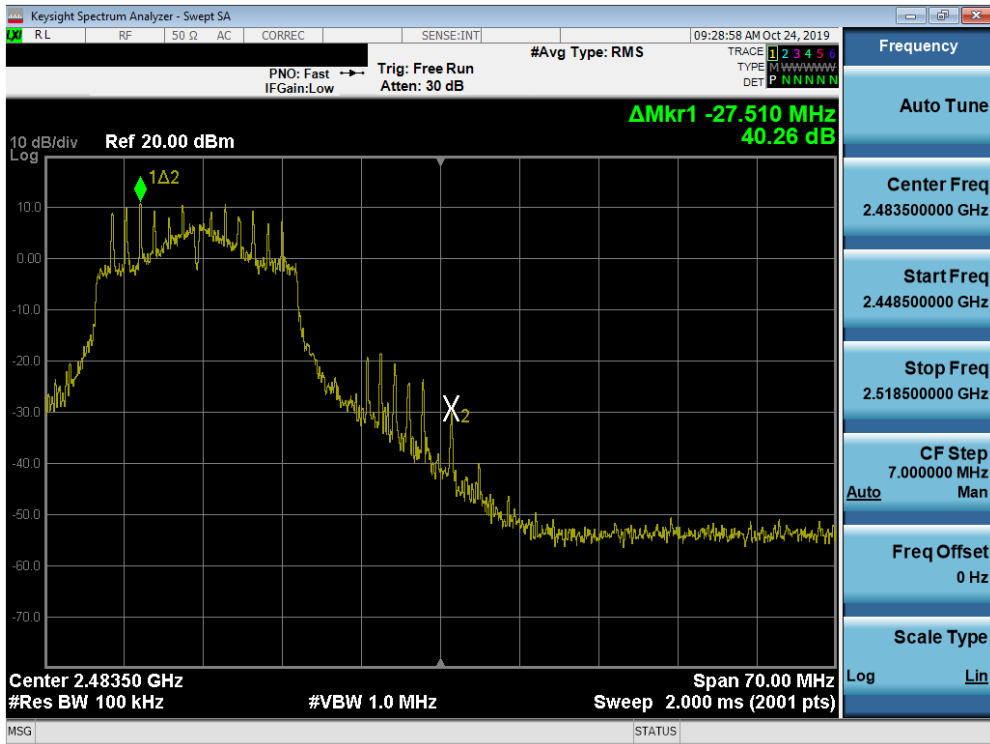 Keysight Spectrum Analyzer - Swept SA
LXI RL RF 50 Ω AC CORREC SENSE:INT 09:28:58 AM Oct 24, 2019
#Avg Type: RMS TRACE 1 2 3 4 5 6
PNO: Fast Trig: Free Run TYPE M WWWWW
IFGain:Low Atten: 30 dB DET P N N N N N
ΔMkr1 -27.510 MHz
40.26 dB
10 dB/div Ref 20.00 dBm
Log
1Δ2
10.0
0.00
-10.0
-20.0
-30.0
X2
-40.0
-50.0
-60.0
-70.0
Center 2.48350 GHz Span 70.00 MHz
#Res BW 100 kHz #VBW 1.0 MHz Sweep 2.000 ms (2001 pts)
MSG STATUS
Frequency
Auto Tune
Center Freq
2.483500000 GHz
Start Freq
2.448500000 GHz
Stop Freq
2.518500000 GHz
CF Step
7.000000 MHz
Auto Man
Freq Offset
0 Hz
Scale Type
Log Lin